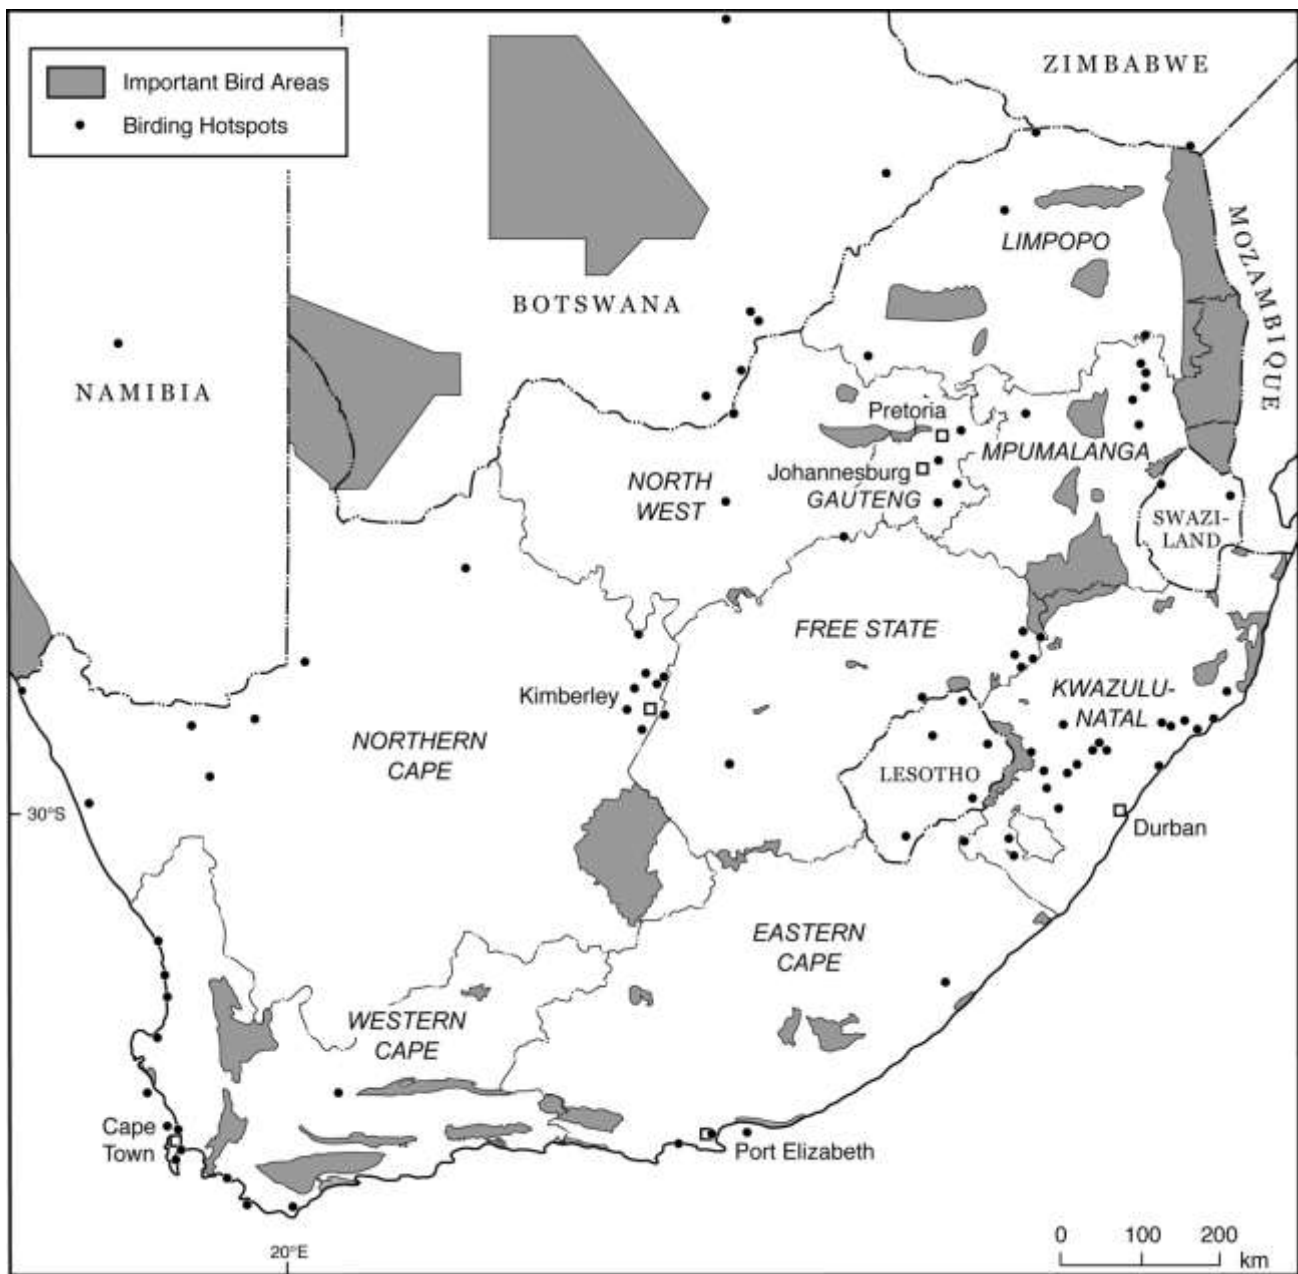 ZIMBABWE
Important Bird Areas
Birding Hotspots
MOZAMBIQUE
LIMPOPO
BOTSWANA
NAMIBIA
Pretoria
MPUMALANGA
Johannesburg
GAUTENG
NORTH
WEST
SWAZI-
LAND
FREE STATE
KWAZULU-
NATAL
Kimberley
NORTHERN
CAPE
LESOTHO
30°S
Durban
EASTERN
CAPE
WESTERN
CAPE
Cape
Town
Port Elizabeth
20°E
0 100 200
km